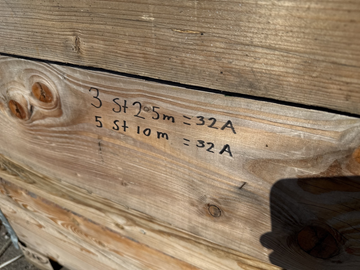 3 St 2.5m = 32A
5 St 10m = 32A